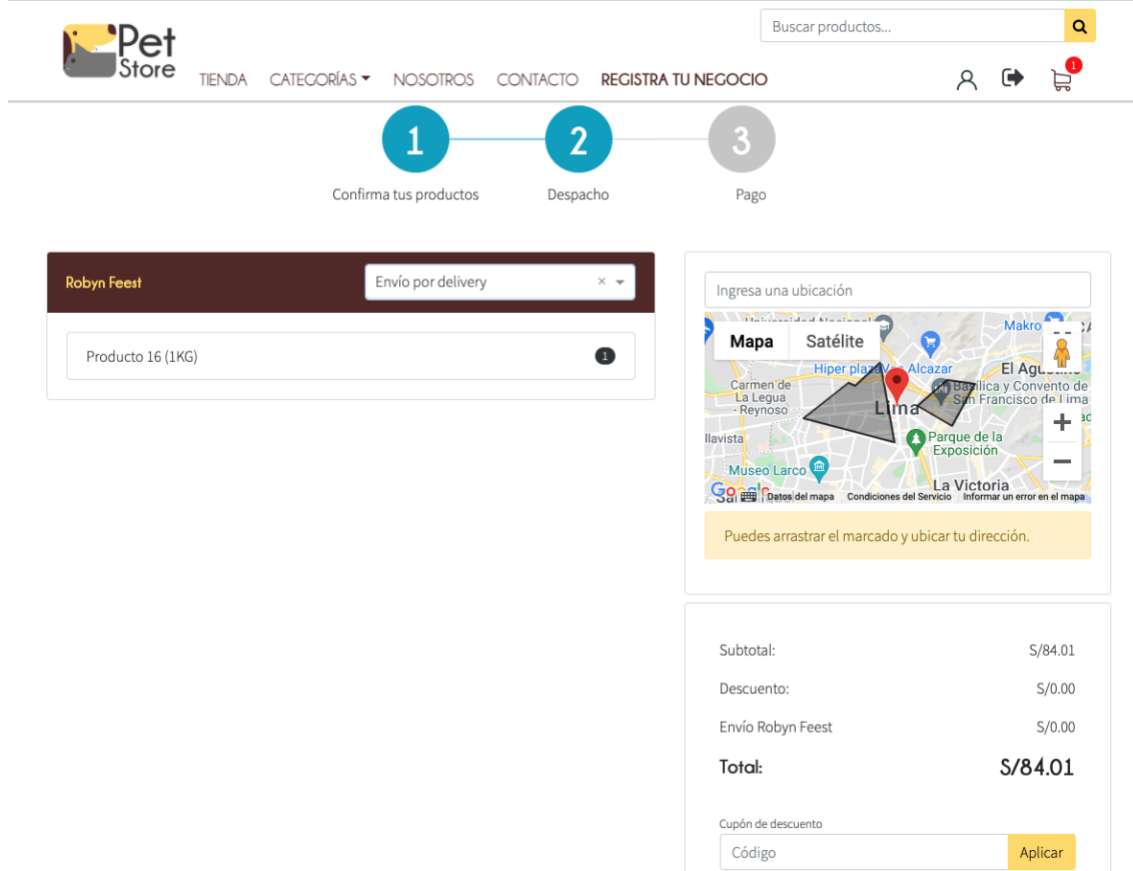 Pet
Store
Buscar productos...
TIENDA CATEGORÍAS NOSOTROS CONTACTO REGISTRA TU NEGOCIO
1
1 2 3
Confirma tus productos Despacho Pago
Robyn Feest
Envío por delivery ×
Producto 16 (1KG) 1
Ingresa una ubicación
Mapa Satélite
Makro
Hiper plaza
Alcazar
El
Carmen de
La Legua
- Reynoso
Basílica y Convento de
San Francisco de Lima
Lima
llavista
Parque de la
Exposición
Museo Larco
La Victoria
Google
Datos del mapa Condiciones del Servicio Informar un error en el mapa
Puedes arrastrar el marcado y ubicar tu dirección.
Subtotal: S/84.01
Descuento: S/0.00
Envío Robyn Feest S/0.00
Total: S/84.01
Cupón de descuento
Código Aplicar